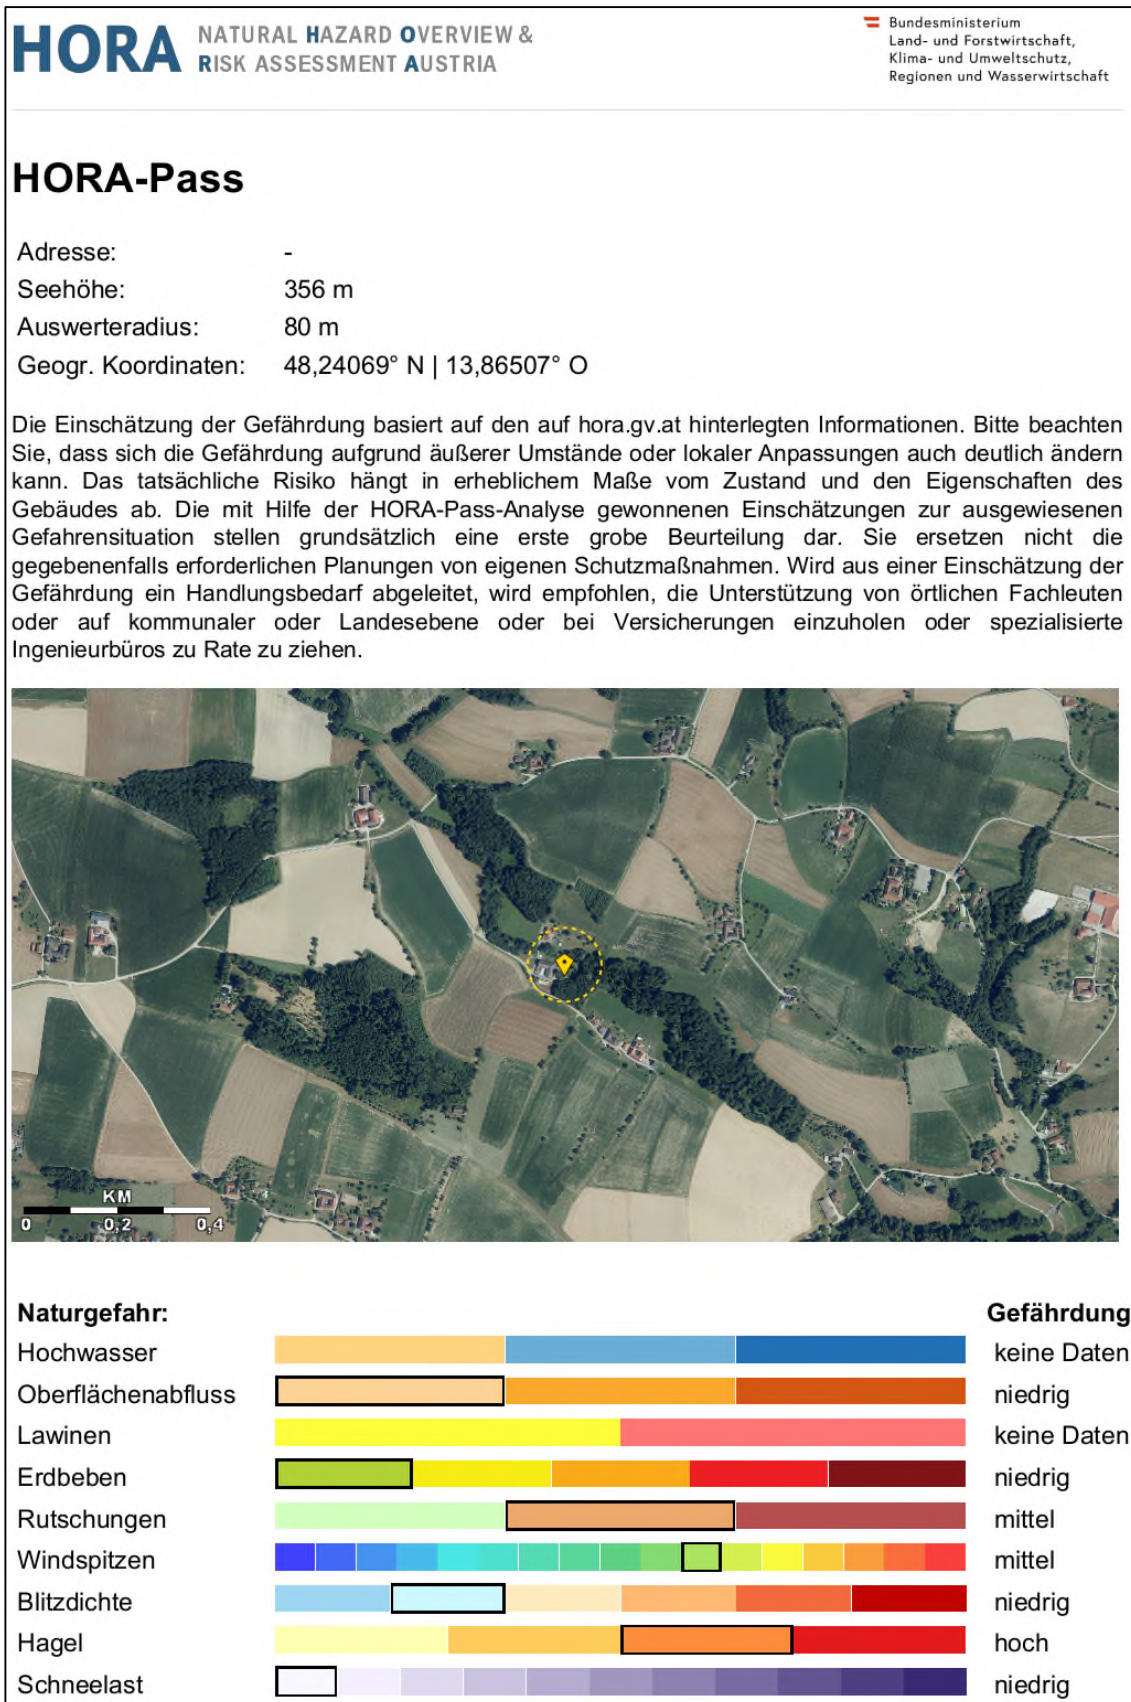 HORA NATURAL HAZARD OVERVIEW &
RISK ASSESSMENT AUSTRIA
Bundesministerium
Land- und Forstwirtschaft,
Klima- und Umweltschutz,
Regionen und Wasserwirtschaft
HORA-Pass
Adresse: -
Seehöhe: 356 m
Auswerteradius: 80 m
Geogr. Koordinaten: 48,24069° N | 13,86507° O
Die Einschätzung der Gefährdung basiert auf den auf hora.gv.at hinterlegten Informationen. Bitte beachten
Sie, dass sich die Gefährdung aufgrund äußerer Umstände oder lokaler Anpassungen auch deutlich ändern
kann. Das tatsächliche Risiko hängt in erheblichem Maße vom Zustand und den Eigenschaften des
Gebäudes ab. Die mit Hilfe der HORA-Pass-Analyse gewonnenen Einschätzungen zur ausgewiesenen
Gefahrensituation stellen grundsätzlich eine erste grobe Beurteilung dar. Sie ersetzen nicht die
gegebenenfalls erforderlichen Planungen von eigenen Schutzmaßnahmen. Wird aus einer Einschätzung der
Gefährdung ein Handlungsbedarf abgeleitet, wird empfohlen, die Unterstützung von örtlichen Fachleuten
oder auf kommunaler oder Landesebene oder bei Versicherungen einzuholen oder spezialisierte
Ingenieurbüros zu Rate zu ziehen.
KM
0 0,2 0,4
Naturgefahr: Gefährdung
Hochwasser keine Daten
Oberflächenabfluss niedrig
Lawinen keine Daten
Erdbeben niedrig
Rutschungen mittel
Windspitzen mittel
Blitzdichte niedrig
Hagel hoch
Schneelast niedrig